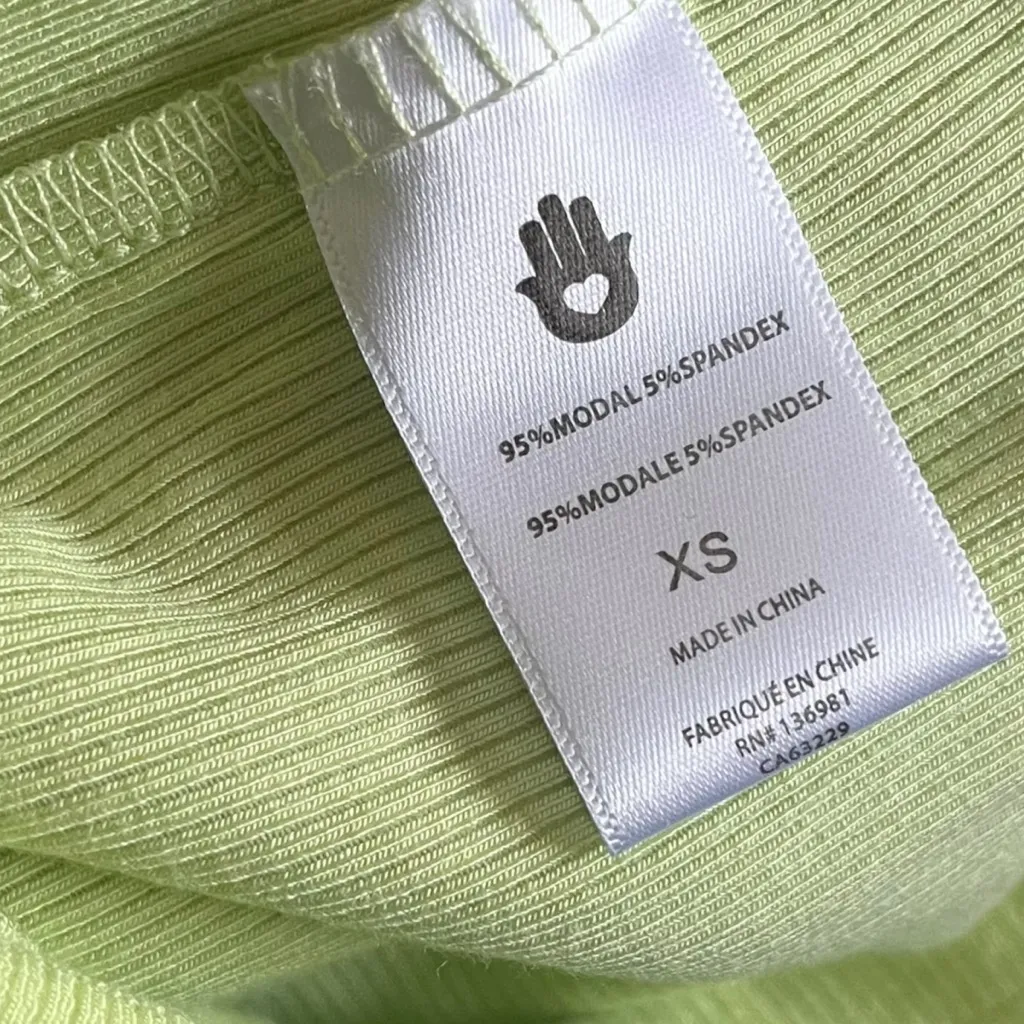 95%MODAL 5%SPANDEX
95%MODALE 5%SPANDEX
XS
MADE IN CHINA
FABRIQUÉ EN CHINE
RN# 136981
CA63229